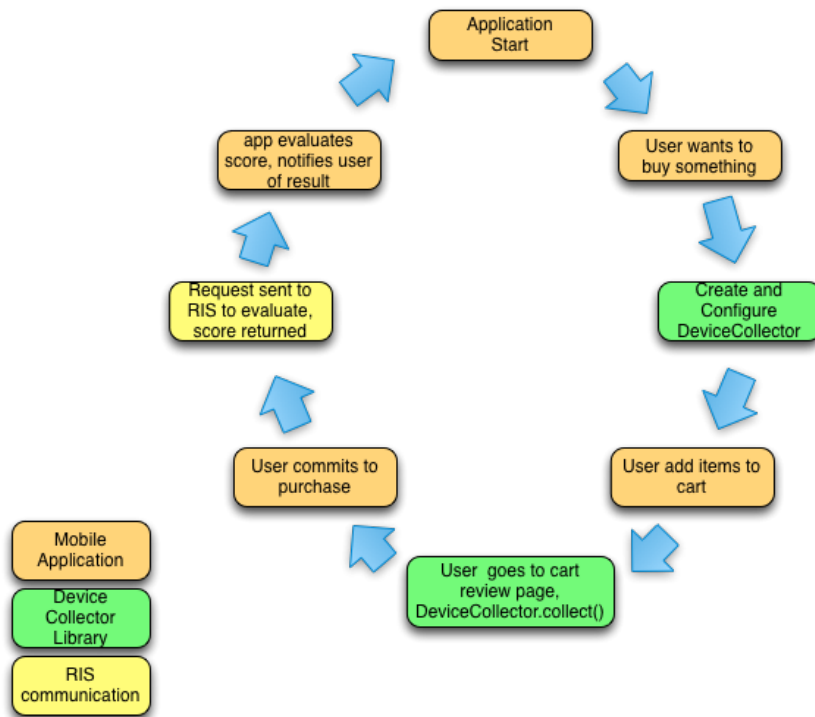 Application
Start
User wants to
buy something
Create and
Configure
DeviceCollector
User add items to
cart
User  goes to cart
review page,
DeviceCollector.collect()
User commits to
purchase
Request sent to
RIS to evaluate,
score returned
app evaluates
score, notifies user
of result
Mobile
Application
Device
Collector
Library
RIS
communication